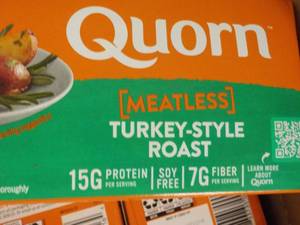 Quorn
[MEATLESS]
TURKEY-STYLE
ROAST
15G PROTEIN PER SERVING | SOY FREE | 7G FIBER PER SERVING
LEARN MORE ABOUT Quorn
oroughly